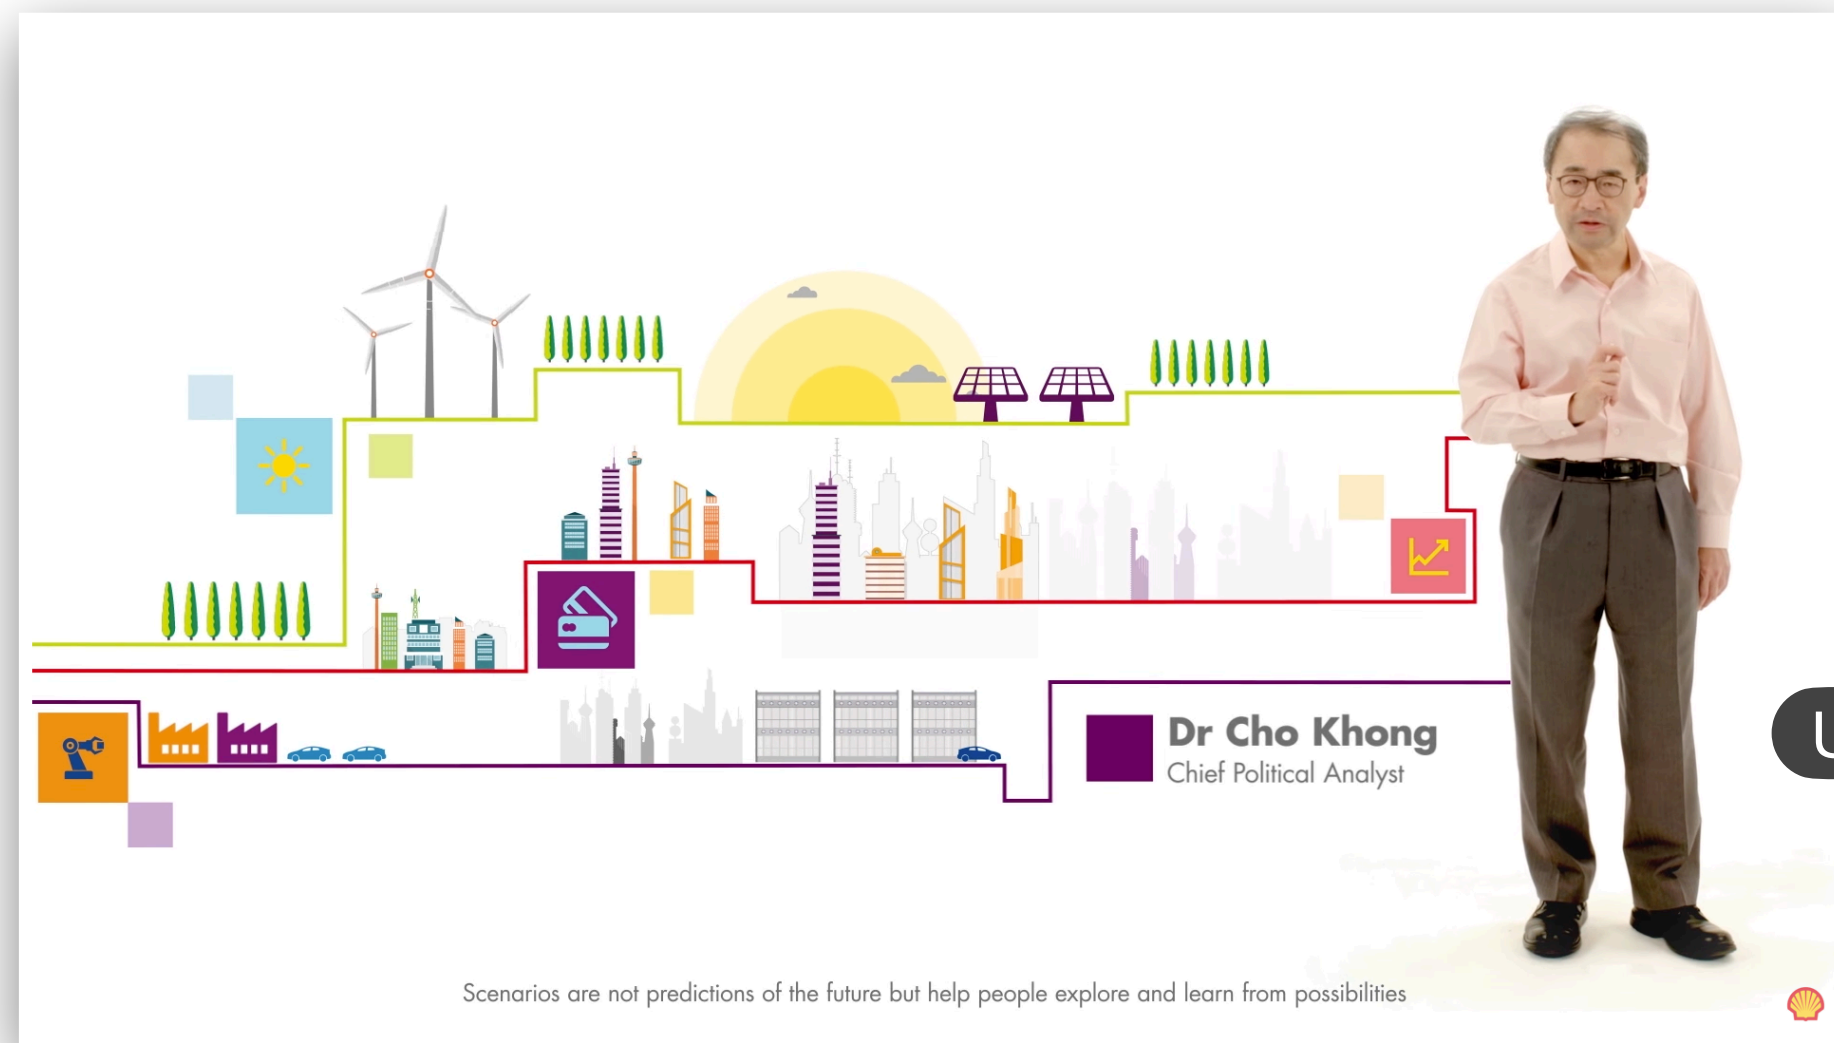 Dr Cho Khong
Chief Political Analyst
Scenarios are not predictions of the future but help people explore and learn from possibilities